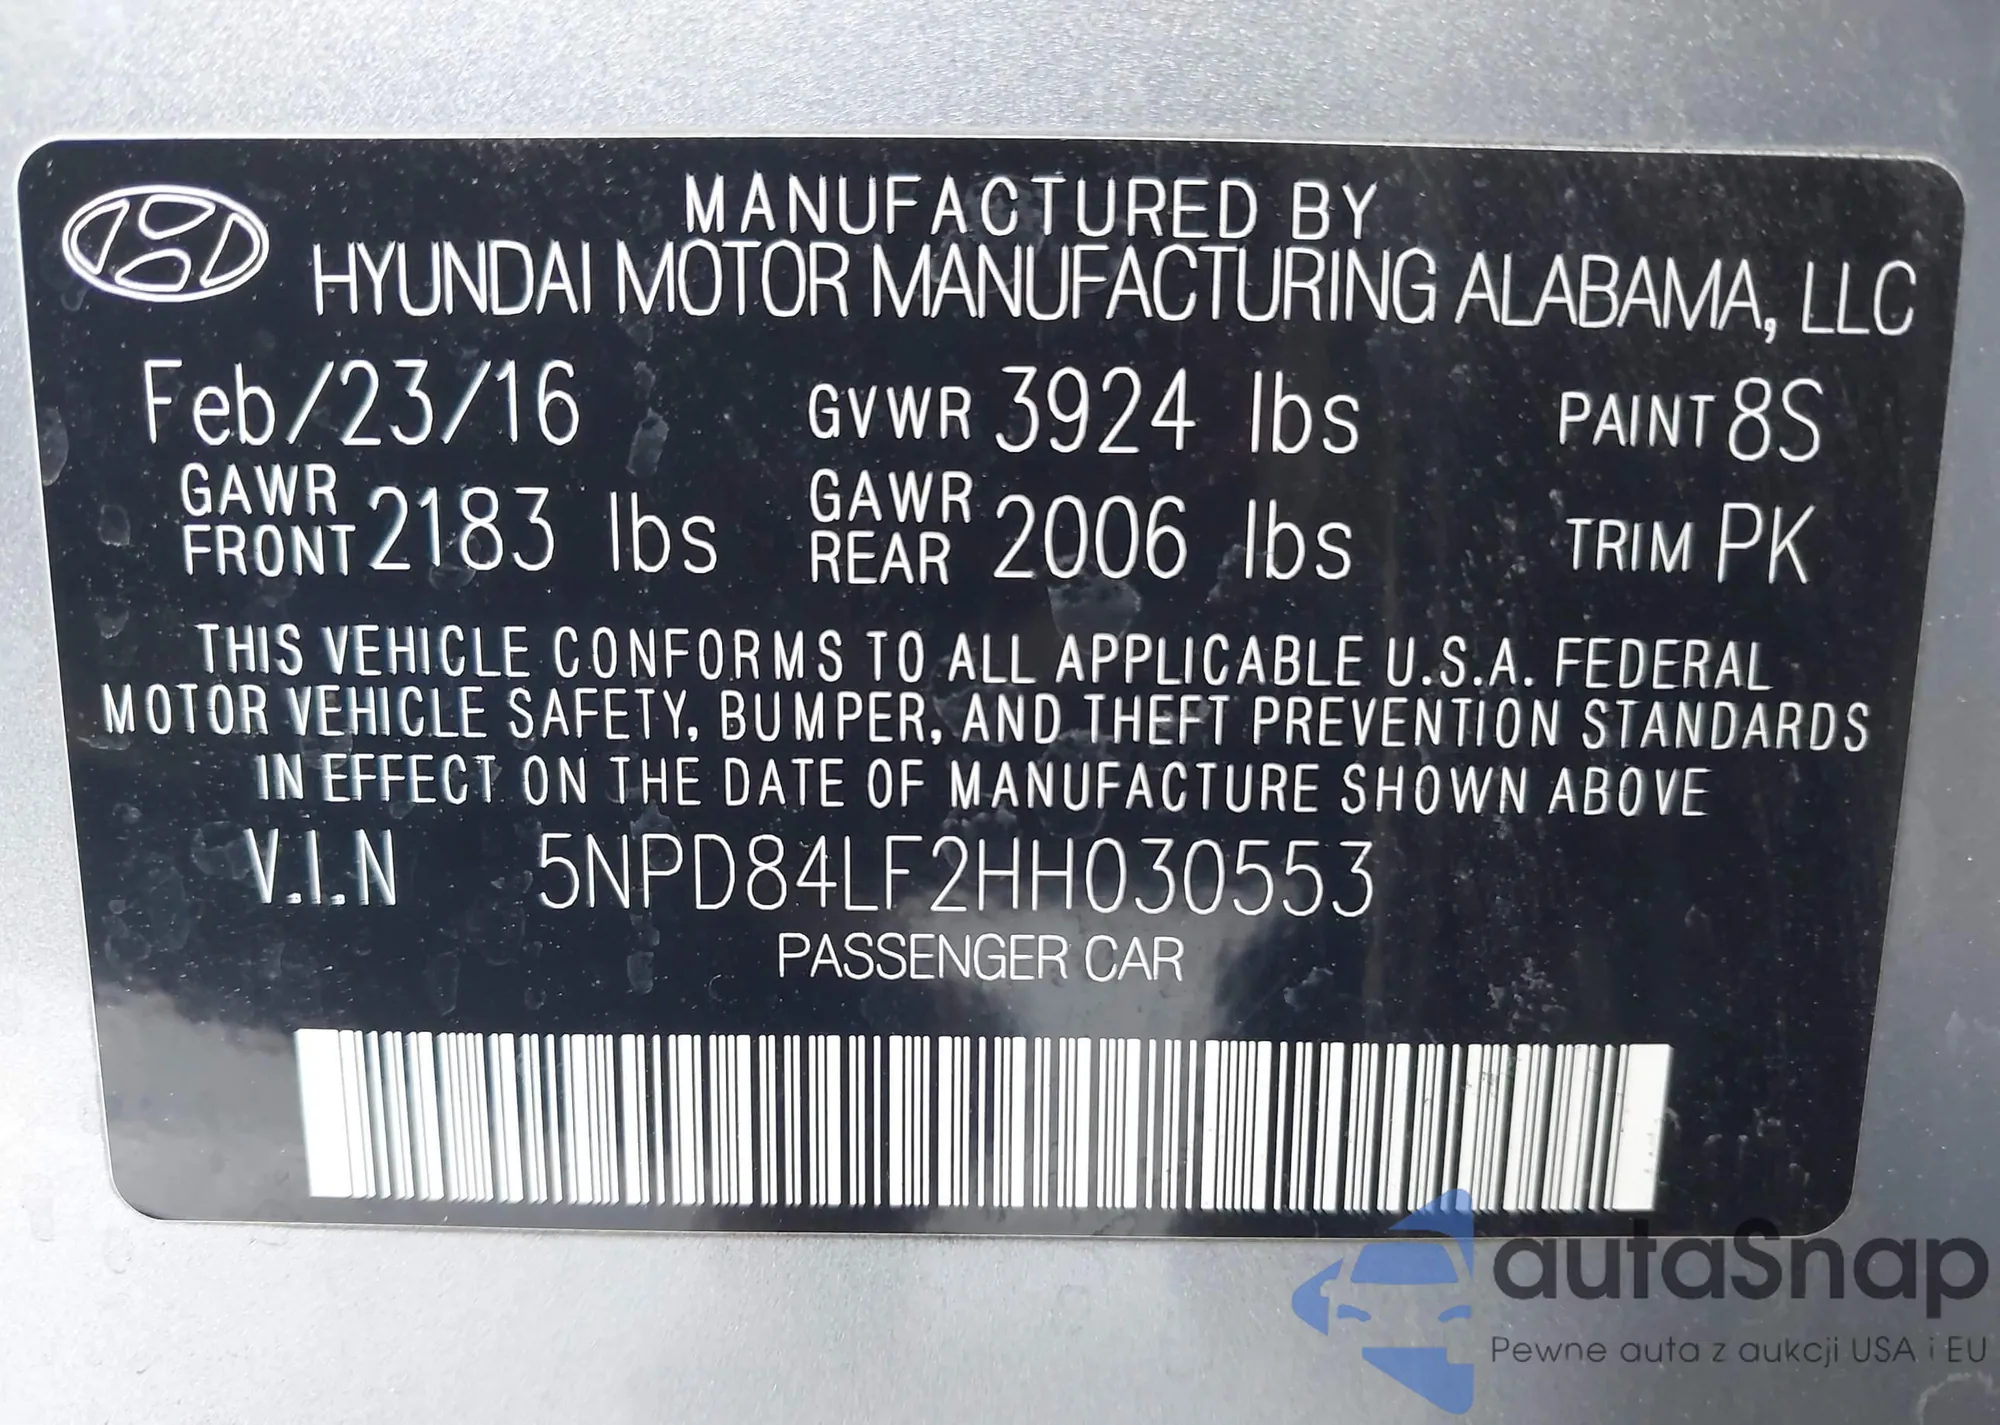 MANUFACTURED BY
HYUNDAI MOTOR MANUFACTURING ALABAMA, LLC
Feb/23/16 GVWR 3924 lbs PAINT 8S
GAWR FRONT 2183 lbs GAWR REAR 2006 lbs TRIM PK
THIS VEHICLE CONFORMS TO ALL APPLICABLE U.S.A. FEDERAL
MOTOR VEHICLE SAFETY, BUMPER, AND THEFT PREVENTION STANDARDS
IN EFFECT ON THE DATE OF MANUFACTURE SHOWN ABOVE
V.I.N 5NPD84LF2HH030553
PASSENGER CAR
autaSnap
Pewne auta z aukcji USA i EU